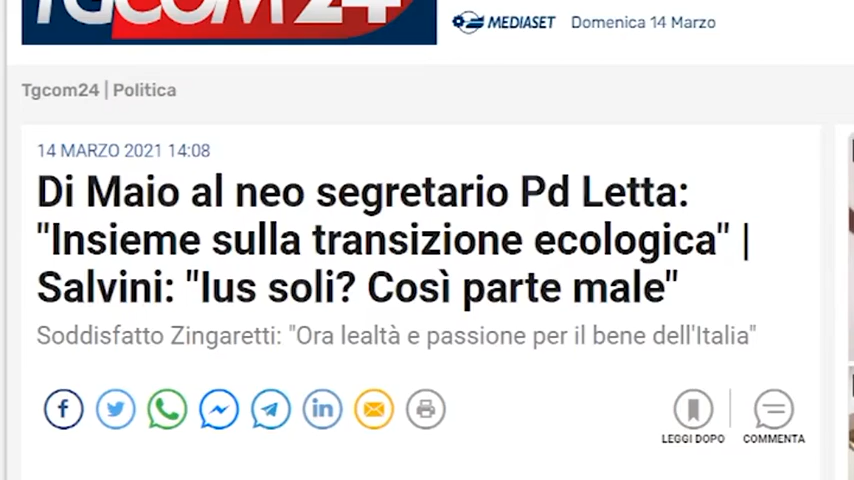 TGCOM24
MEDIASET Domenica 14 Marzo
Tgcom24 | Politica
14 MARZO 2021 14:08
Di Maio al neo segretario Pd Letta:
"Insieme sulla transizione ecologica" |
Salvini: "Ius soli? Così parte male"
Soddisfatto Zingaretti: "Ora lealtà e passione per il bene dell'Italia"
LEGGI DOPO COMMENTA